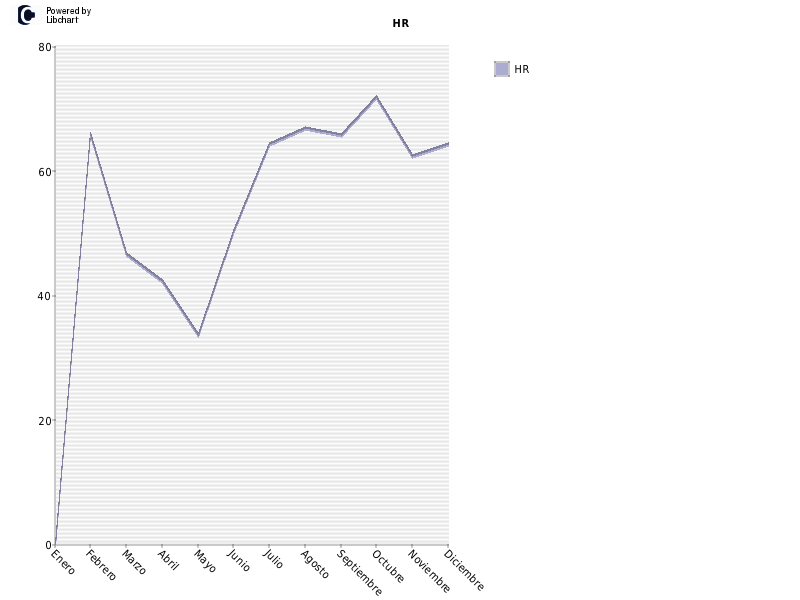 Powered by
Libchart
HR
HR
80
60
40
20
0
Enero
Febrero
Marzo
Abril
Mayo
Junio
Julio
Agosto
Septiembre
Octubre
Noviembre
Diciembre